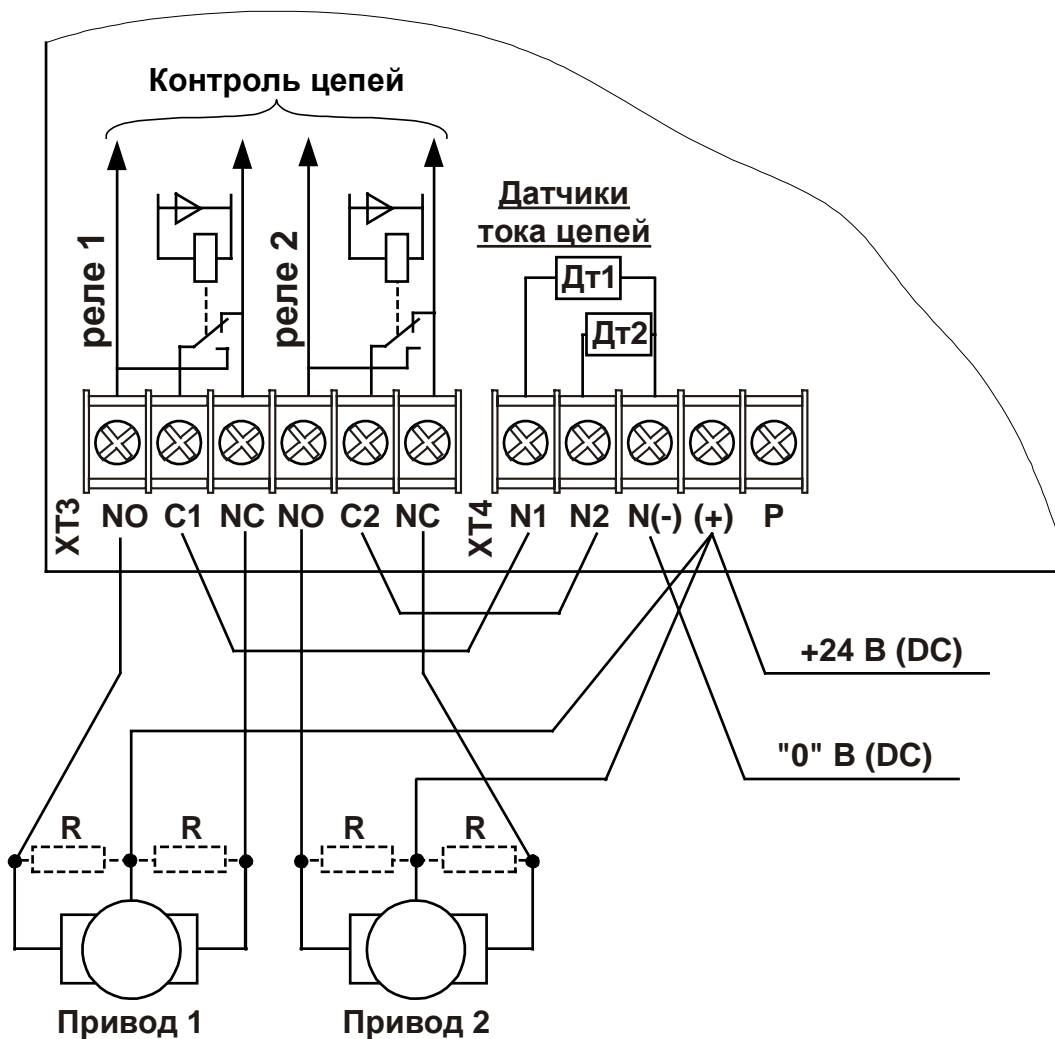 Контроль цепей
реле 1
реле 2
Датчики
тока цепей
Дт1
Дт2
XT3
NO C1 NC NO C2 NC
XT4
N1 N2 N(-) (+) P
+24 В (DC)
"0" В (DC)
R R R R
Привод 1 Привод 2